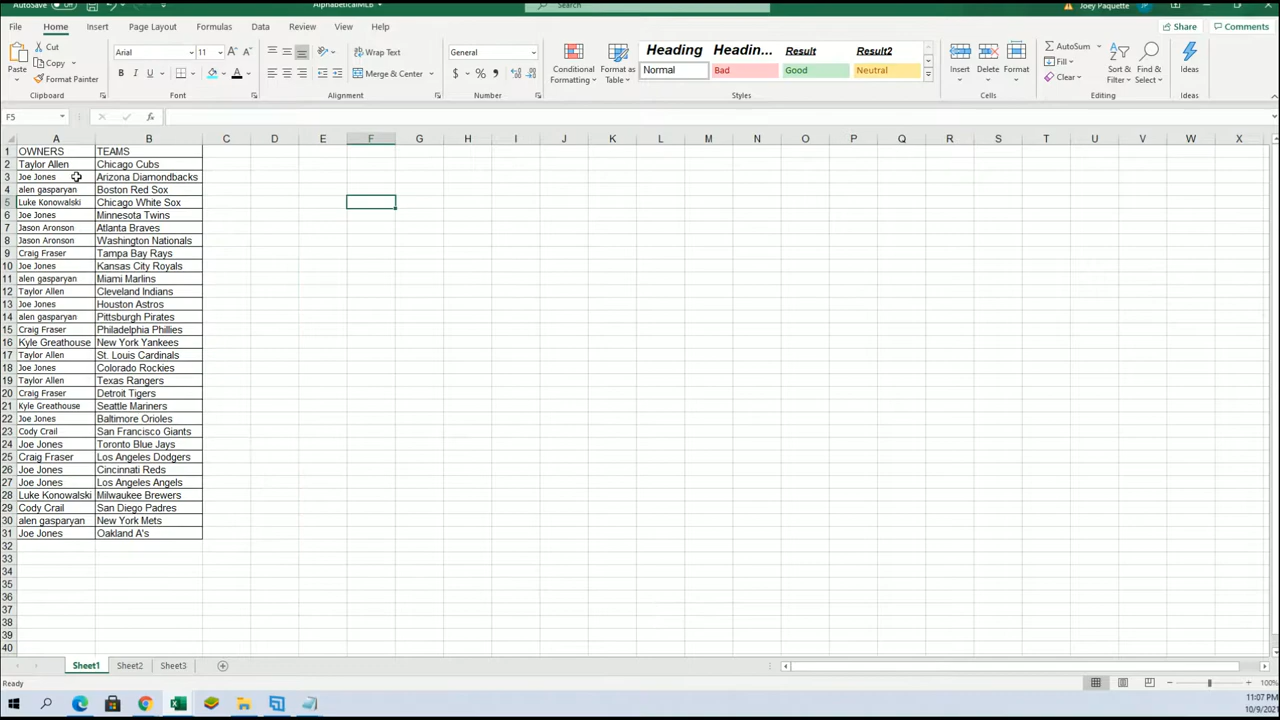 AutoSave
AlphabeticalMLB
Search
Joey Paquette
JP
File Home Insert Page Layout Formulas Data Review View Help
Share Comments
Paste
Cut
Copy
Format Painter
Clipboard
Arial 11
B I U
Font
Wrap Text
Merge & Center
Alignment
General
$ % ,
Number
Conditional Formatting
Format as Table
Heading Headin... Result Result2
Normal Bad Good Neutral
Styles
Insert Delete Format
Cells
AutoSum
Fill
Clear
Sort & Filter
Find & Select
Editing
Ideas
Ideas
F5
fx
A B C D E F G H I J K L M N O P Q R S T U V W X
1 OWNERS TEAMS
2 Taylor Allen Chicago Cubs
3 Joe Jones Arizona Diamondbacks
4 alen gasparyan Boston Red Sox
5 Luke Konowalski Chicago White Sox
6 Joe Jones Minnesota Twins
7 Jason Aronson Atlanta Braves
8 Jason Aronson Washington Nationals
9 Craig Fraser Tampa Bay Rays
10 Joe Jones Kansas City Royals
11 alen gasparyan Miami Marlins
12 Taylor Allen Cleveland Indians
13 Joe Jones Houston Astros
14 alen gasparyan Pittsburgh Pirates
15 Craig Fraser Philadelphia Phillies
16 Kyle Greathouse New York Yankees
17 Taylor Allen St. Louis Cardinals
18 Joe Jones Colorado Rockies
19 Taylor Allen Texas Rangers
20 Craig Fraser Detroit Tigers
21 Kyle Greathouse Seattle Mariners
22 Joe Jones Baltimore Orioles
23 Cody Crail San Francisco Giants
24 Joe Jones Toronto Blue Jays
25 Craig Fraser Los Angeles Dodgers
26 Joe Jones Cincinnati Reds
27 Joe Jones Los Angeles Angels
28 Luke Konowalski Milwaukee Brewers
29 Cody Crail San Diego Padres
30 alen gasparyan New York Mets
31 Joe Jones Oakland A's
32
33
34
35
36
37
38
39
40
Sheet1 Sheet2 Sheet3
Ready
100%
11:07 PM